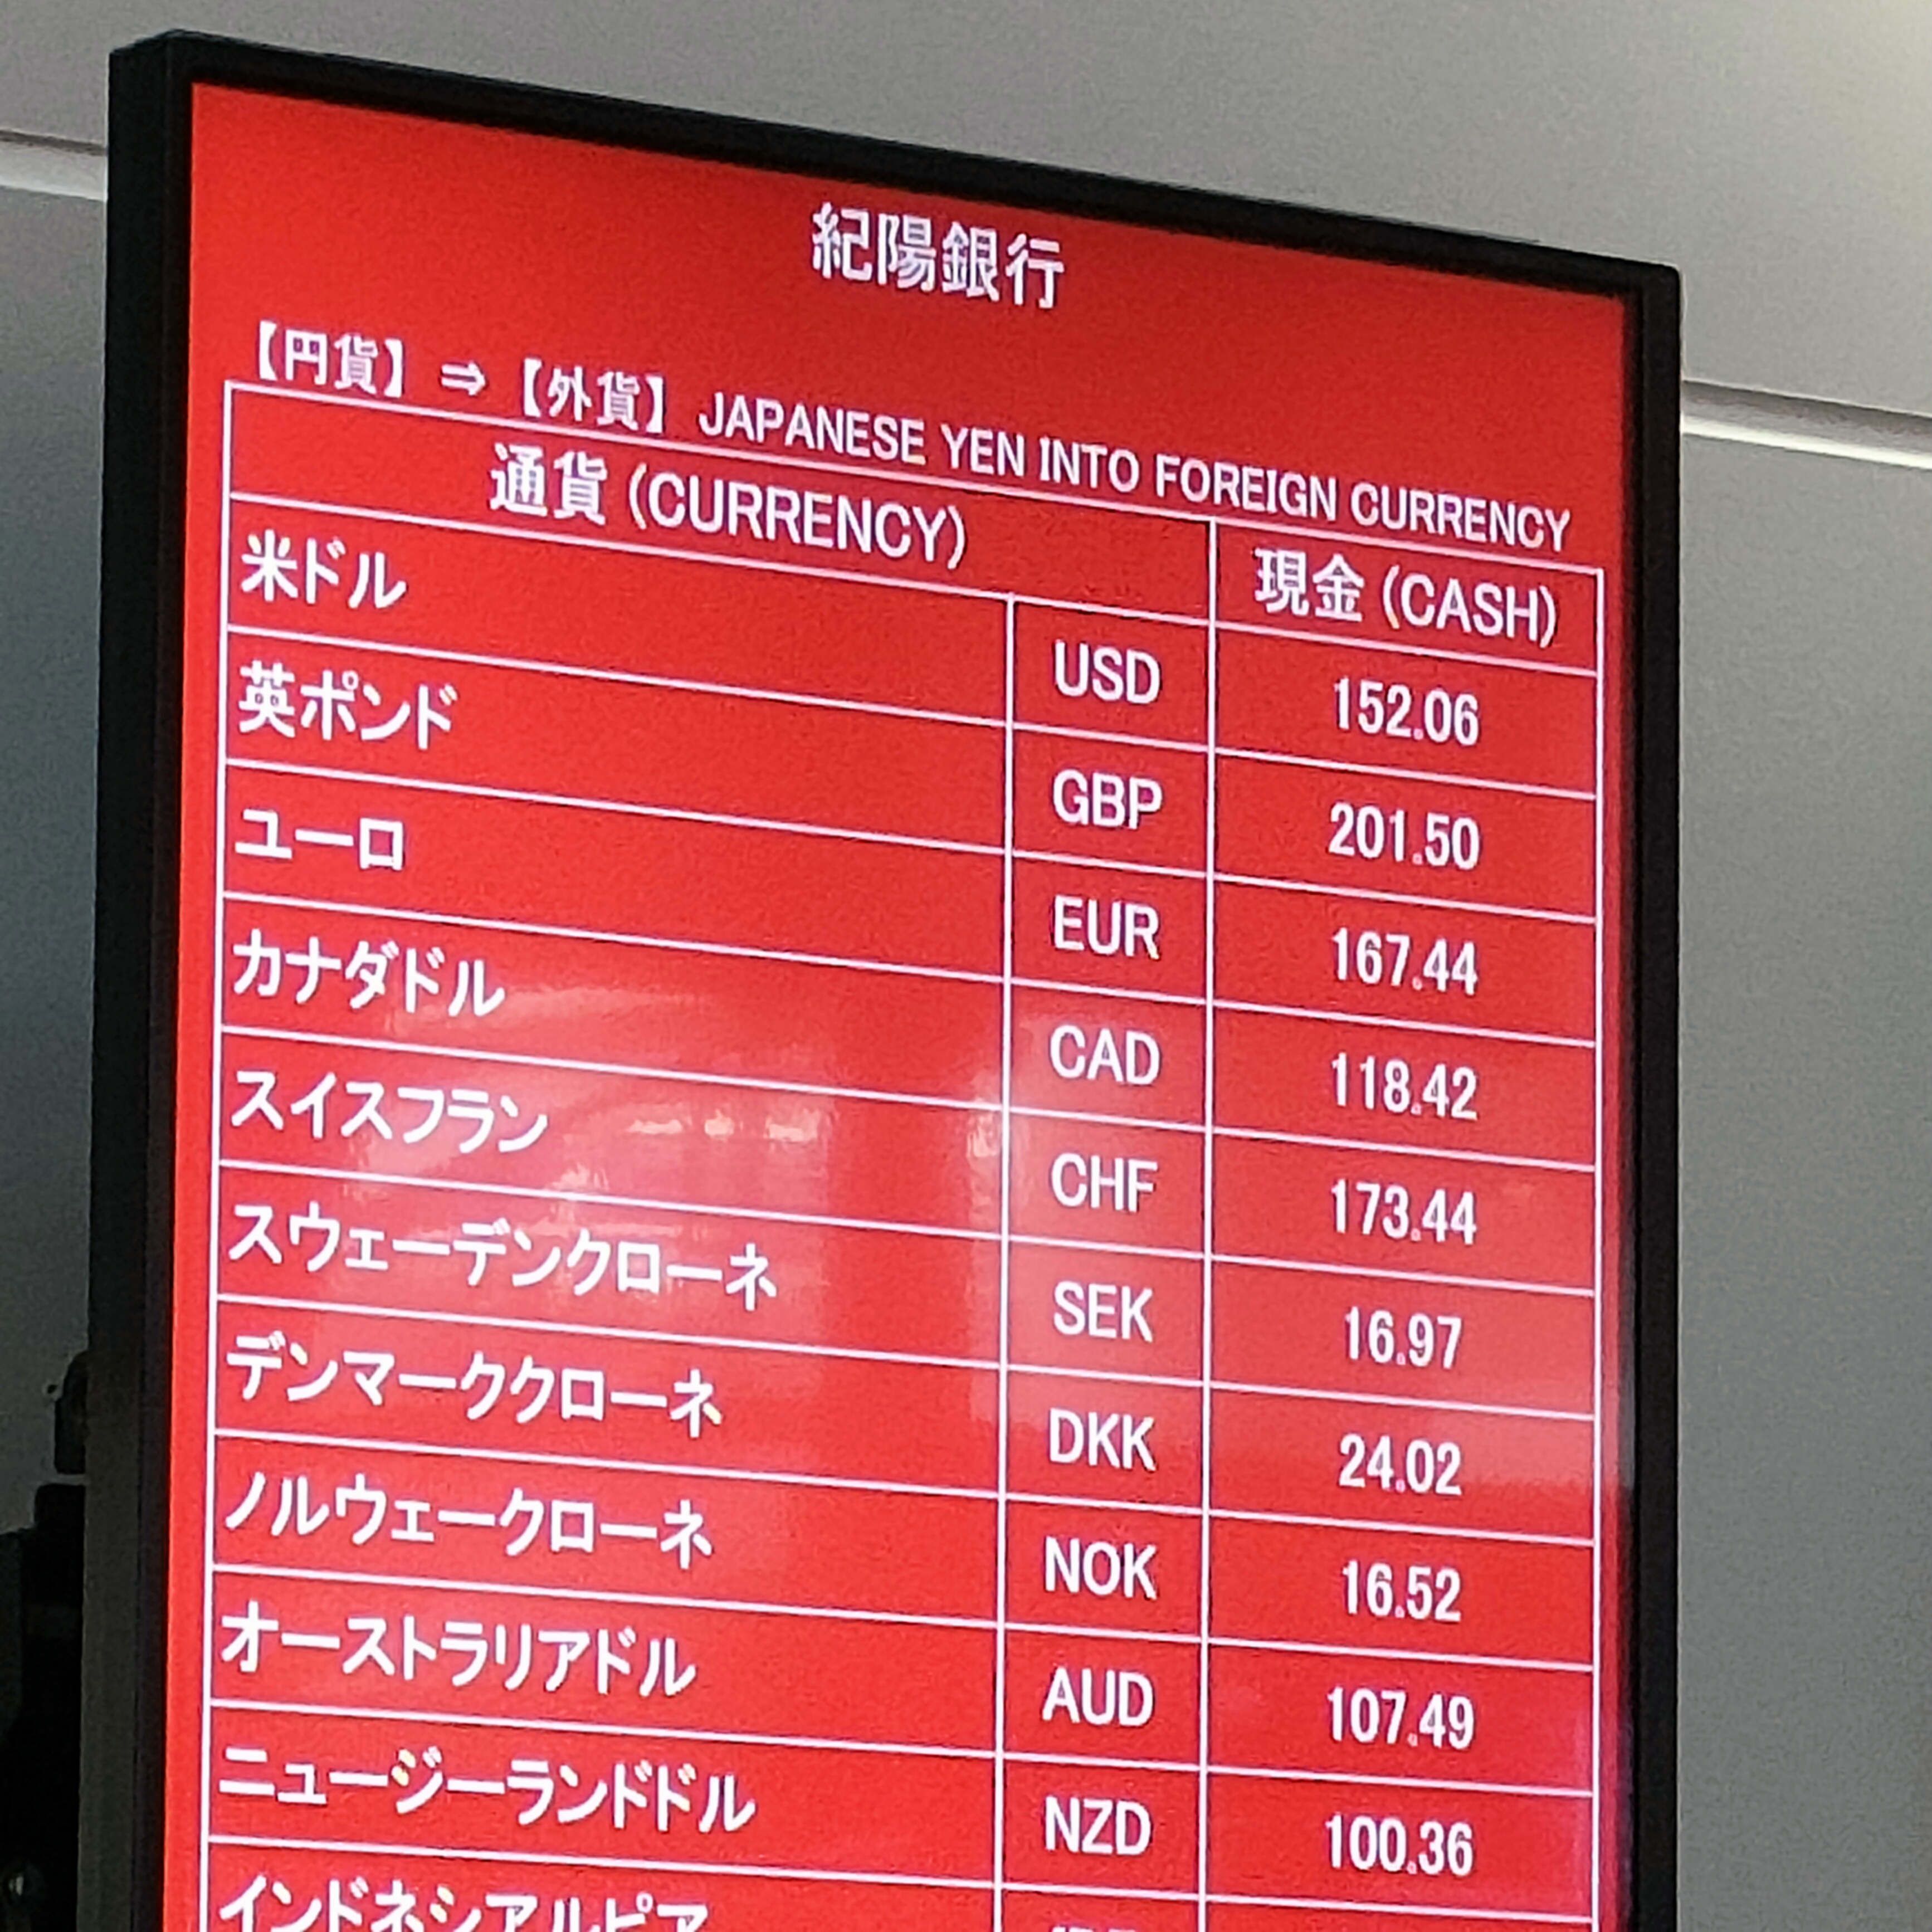 紀陽銀行
【円貨】 ⇒ 【外貨】 JAPANESE YEN INTO FOREIGN CURRENCY
通貨 (CURRENCY) 現金 (CASH)
米ドル USD 152.06
英ポンド GBP 201.50
ユーロ EUR 167.44
カナダドル CAD 118.42
スイスフラン CHF 173.44
スウェーデンクローネ SEK 16.97
デンマーククローネ DKK 24.02
ノルウェークローネ NOK 16.52
オーストラリアドル AUD 107.49
ニュージーランドドル NZD 100.36
インドネシアルピア